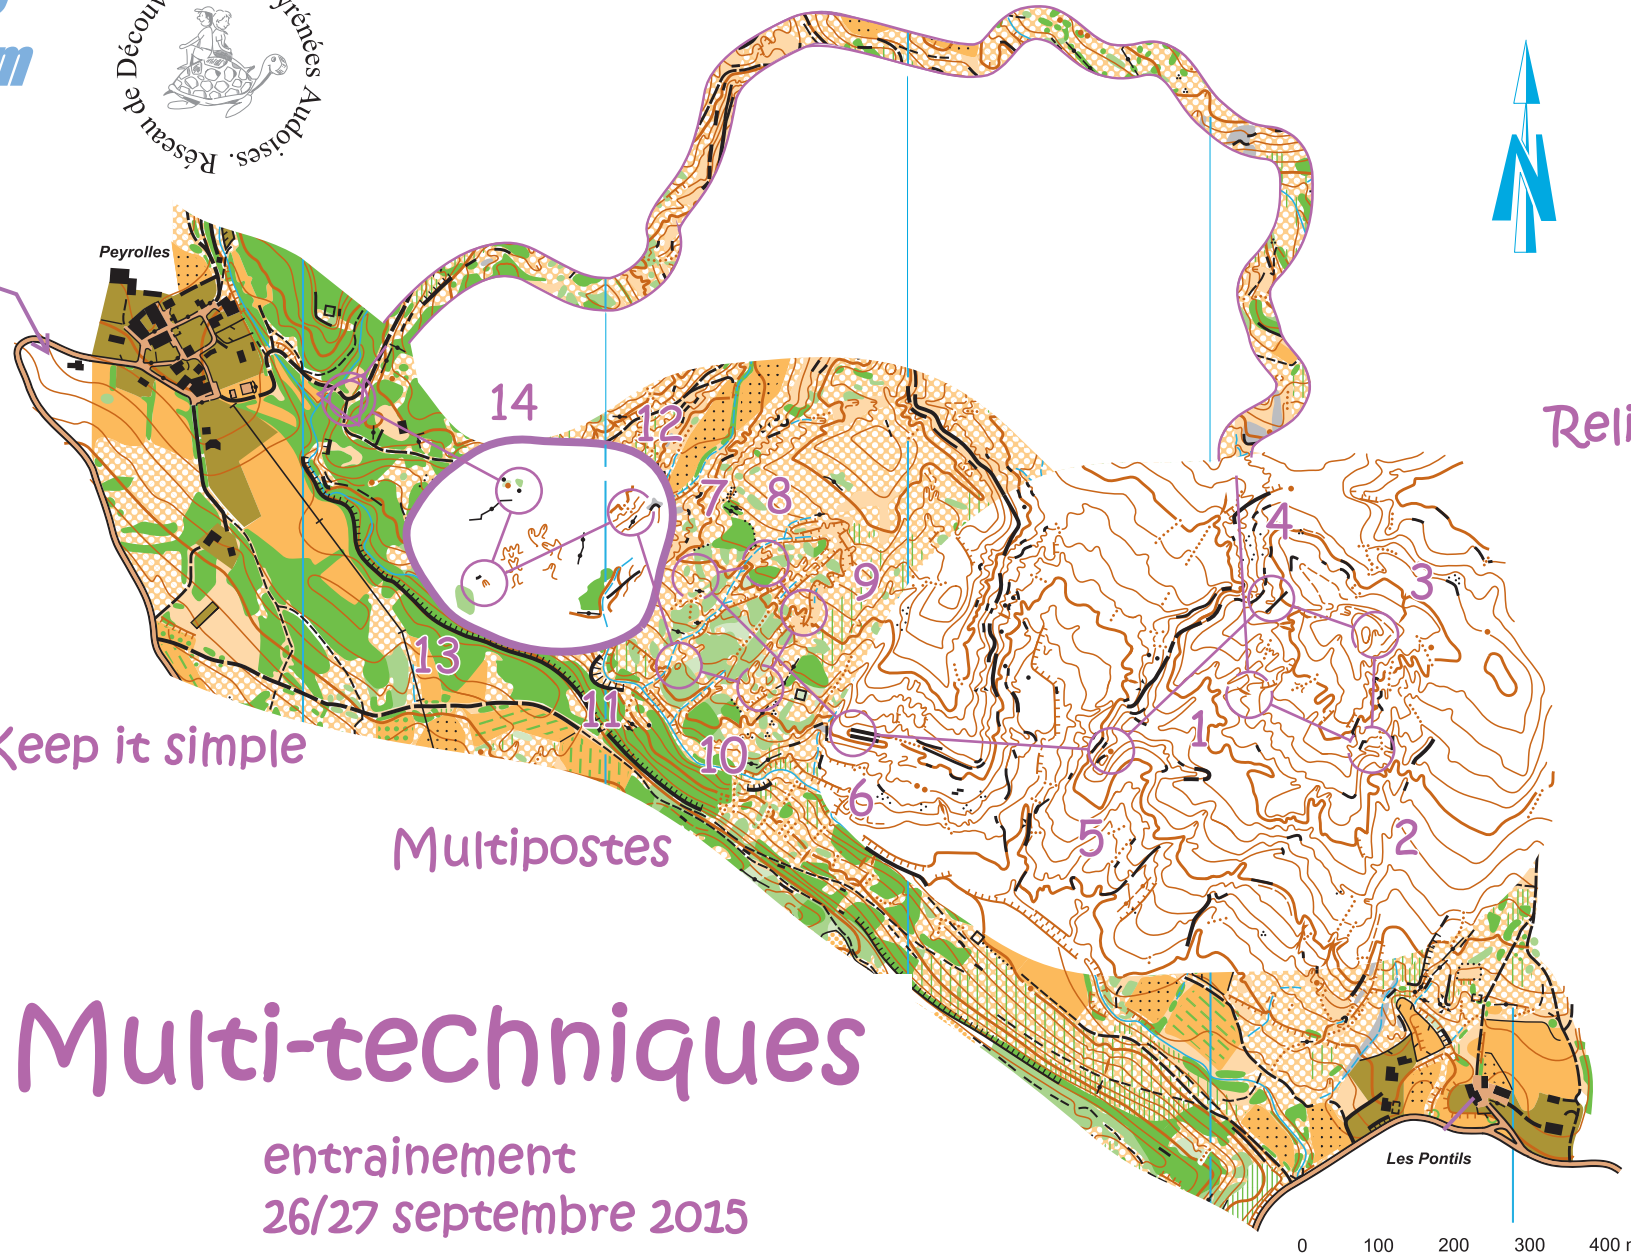 m
Réseau de Découv
yrénées Audoises.
Peyrolles
N
14
12
Reli
7
8
4
9
3
13
11
1
Keep it simple
10
6
5
2
Multipostes
Multi-techniques
entrainement
26/27 septembre 2015
Les Pontils
0 100 200 300 400 m